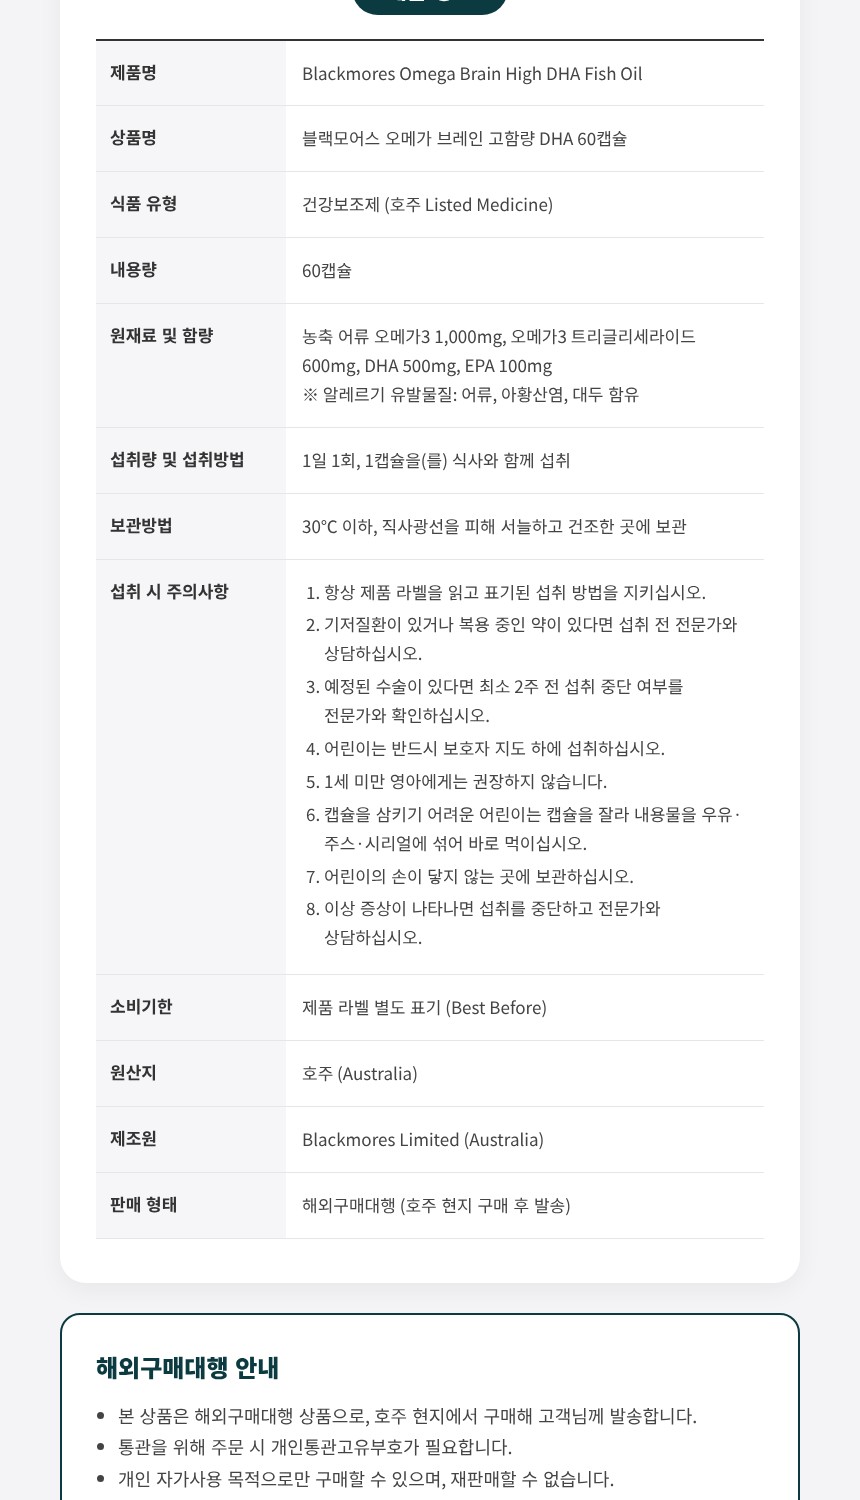 제품명
Blackmores Omega Brain High DHA Fish Oil
상품명
블랙모어스 오메가 브레인 고함량 DHA 60캡슐
식품 유형
건강보조제 (호주 Listed Medicine)
내용량
60캡슐
원재료 및 함량
농축 어류 오메가3 1,000mg, 오메가3 트리글리세라이드
600mg, DHA 500mg, EPA 100mg
※ 알레르기 유발물질: 어류, 아황산염, 대두 함유
섭취량 및 섭취방법
1일 1회, 1캡슐을(를) 식사와 함께 섭취
보관방법
30°C 이하, 직사광선을 피해 서늘하고 건조한 곳에 보관
섭취 시 주의사항
1. 항상 제품 라벨을 읽고 표기된 섭취 방법을 지키십시오.
2. 기저질환이 있거나 복용 중인 약이 있다면 섭취 전 전문가와
상담하십시오.
3. 예정된 수술이 있다면 최소 2주 전 섭취 중단 여부를
전문가와 확인하십시오.
4. 어린이는 반드시 보호자 지도 하에 섭취하십시오.
5. 1세 미만 영아에게는 권장하지 않습니다.
6. 캡슐을 삼키기 어려운 어린이는 캡슐을 잘라 내용물을 우유·
주스·시리얼에 섞어 바로 먹이십시오.
7. 어린이의 손이 닿지 않는 곳에 보관하십시오.
8. 이상 증상이 나타나면 섭취를 중단하고 전문가와
상담하십시오.
소비기한
제품 라벨 별도 표기 (Best Before)
원산지
호주 (Australia)
제조원
Blackmores Limited (Australia)
판매 형태
해외구매대행 (호주 현지 구매 후 발송)
해외구매대행 안내
• 본 상품은 해외구매대행 상품으로, 호주 현지에서 구매해 고객님께 발송합니다.
• 통관을 위해 주문 시 개인통관고유부호가 필요합니다.
• 개인 자가사용 목적으로만 구매할 수 있으며, 재판매할 수 없습니다.